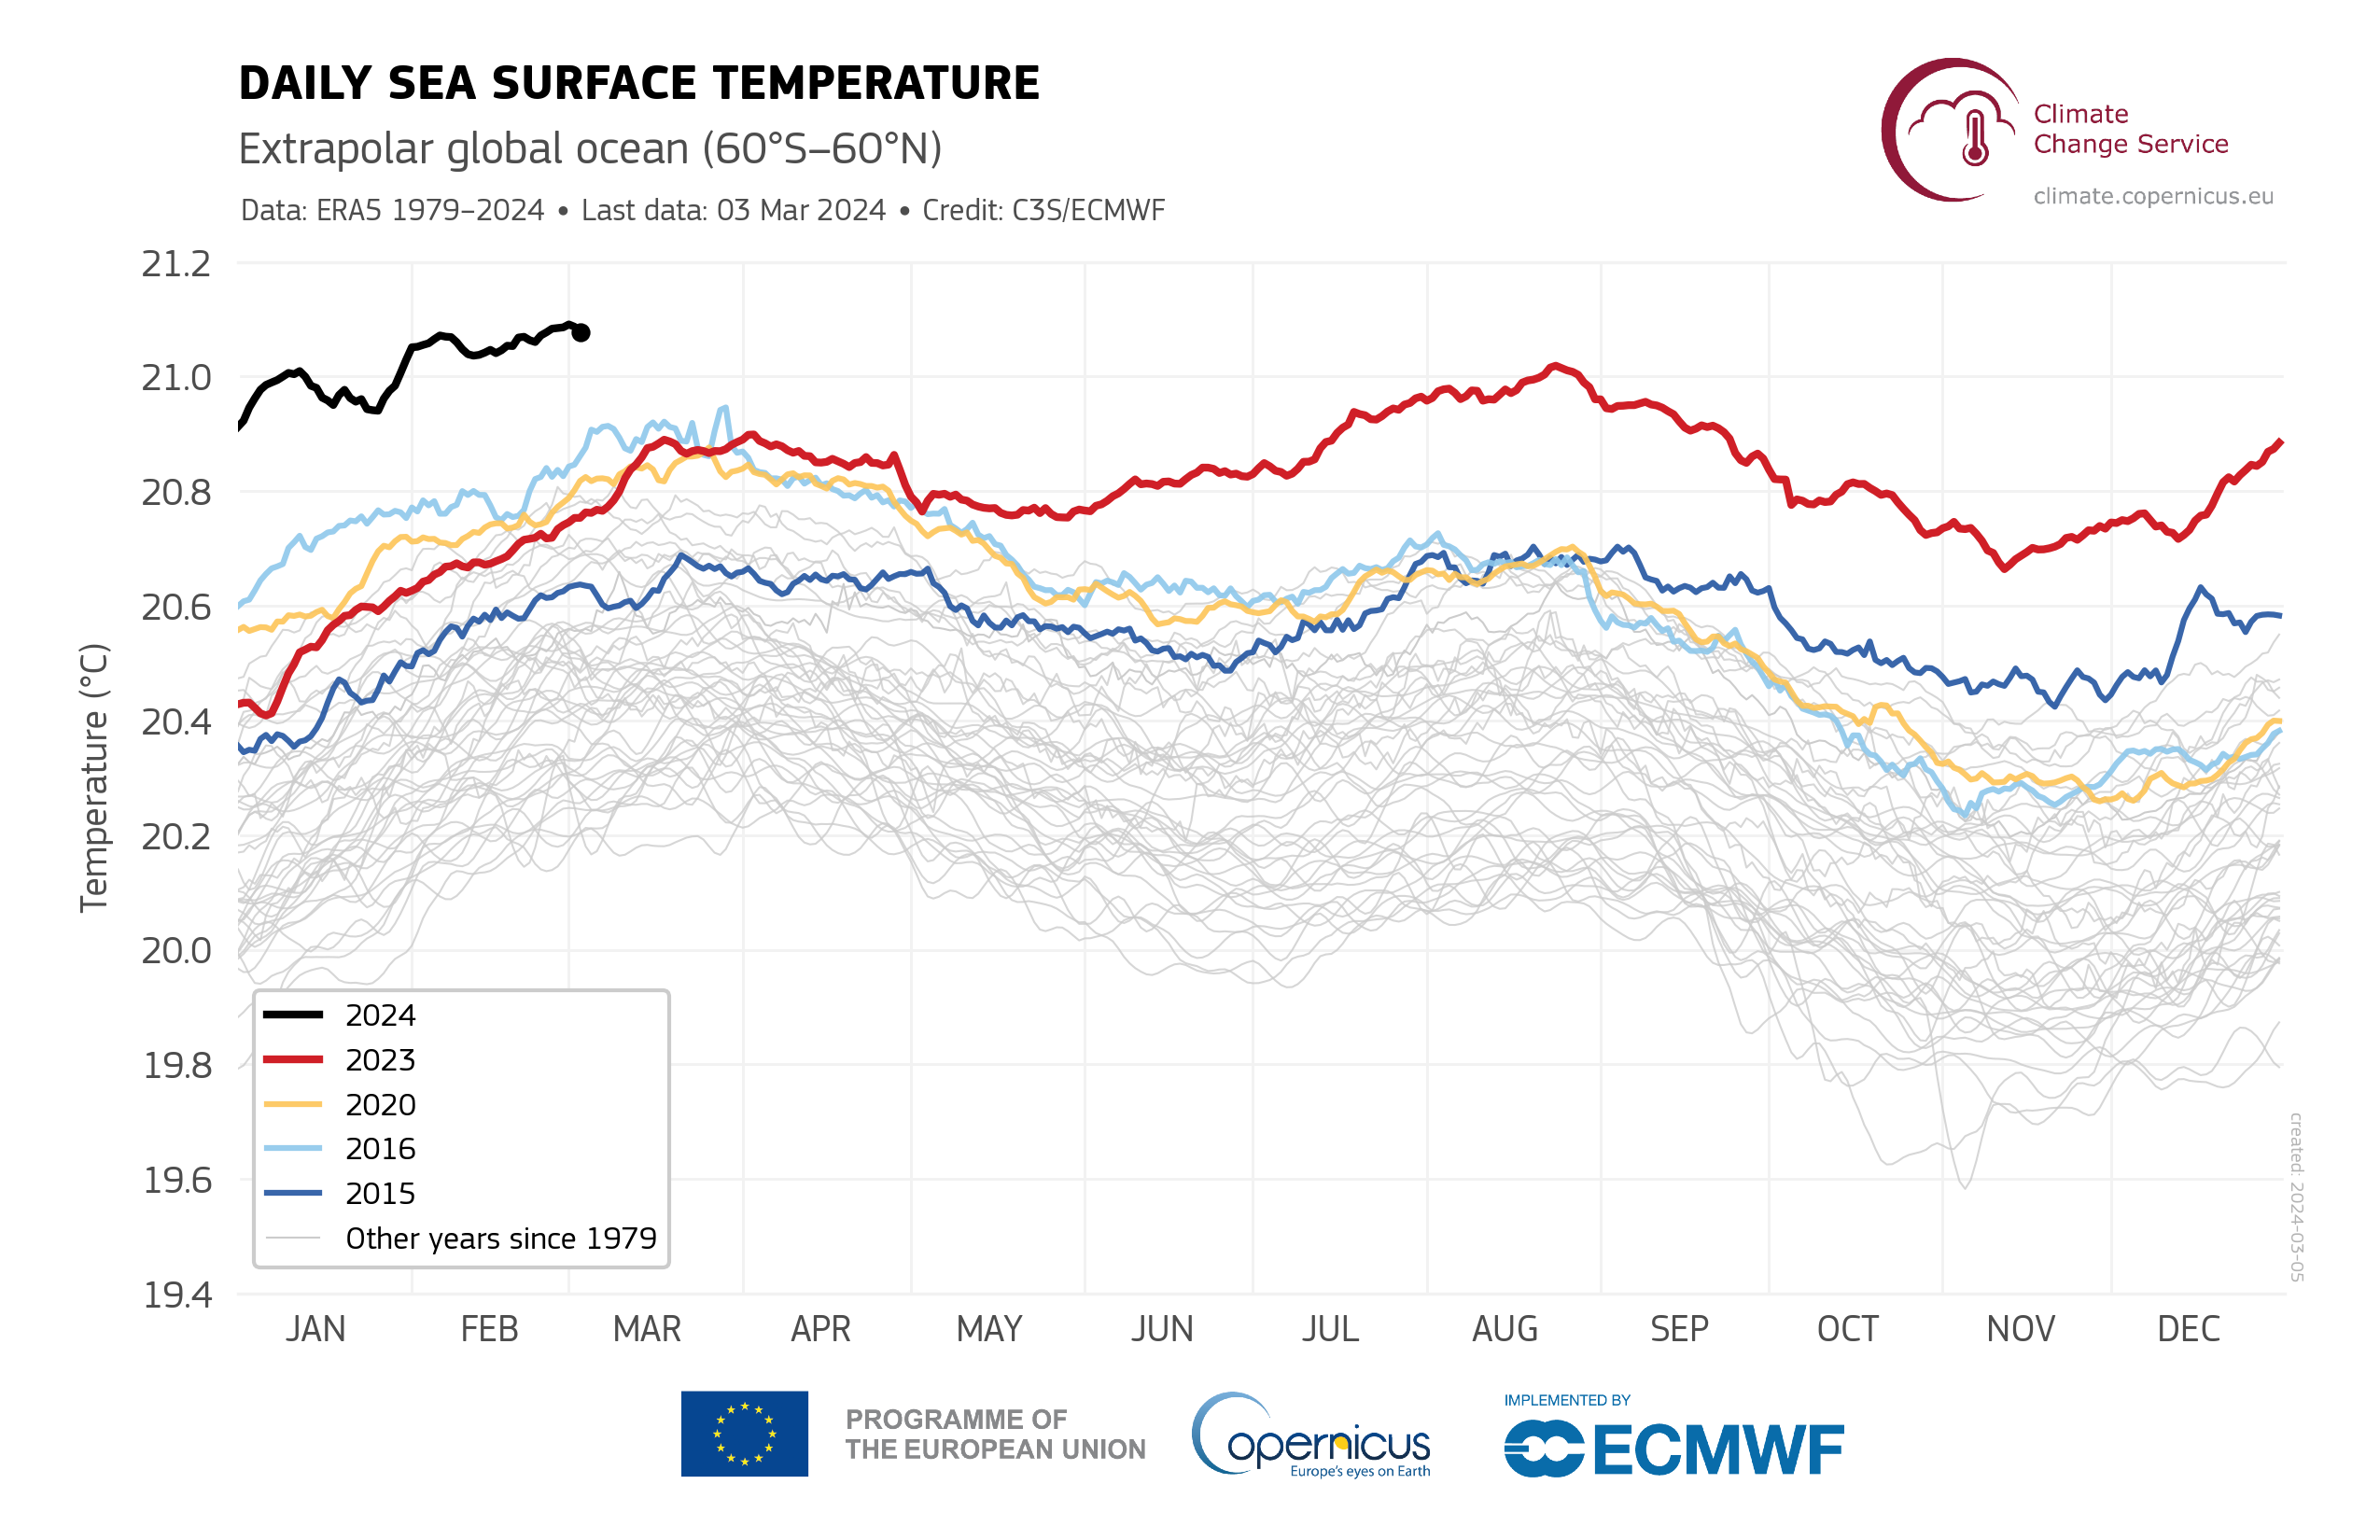 DAILY SEA SURFACE TEMPERATURE
Extrapolar global ocean (60°S–60°N)
Data: ERA5 1979–2024 • Last data: 03 Mar 2024 • Credit: C3S/ECMWF
Climate
Change Service
climate.copernicus.eu
21.2
21.0
20.8
20.6
20.4
20.2
20.0
19.8
19.6
19.4
Temperature (°C)
2024
2023
2020
2016
2015
Other years since 1979
JAN FEB MAR APR MAY JUN JUL AUG SEP OCT NOV DEC
created: 2024-03-05
PROGRAMME OF
THE EUROPEAN UNION
opernicus
Europe's eyes on Earth
IMPLEMENTED BY
ECMWF